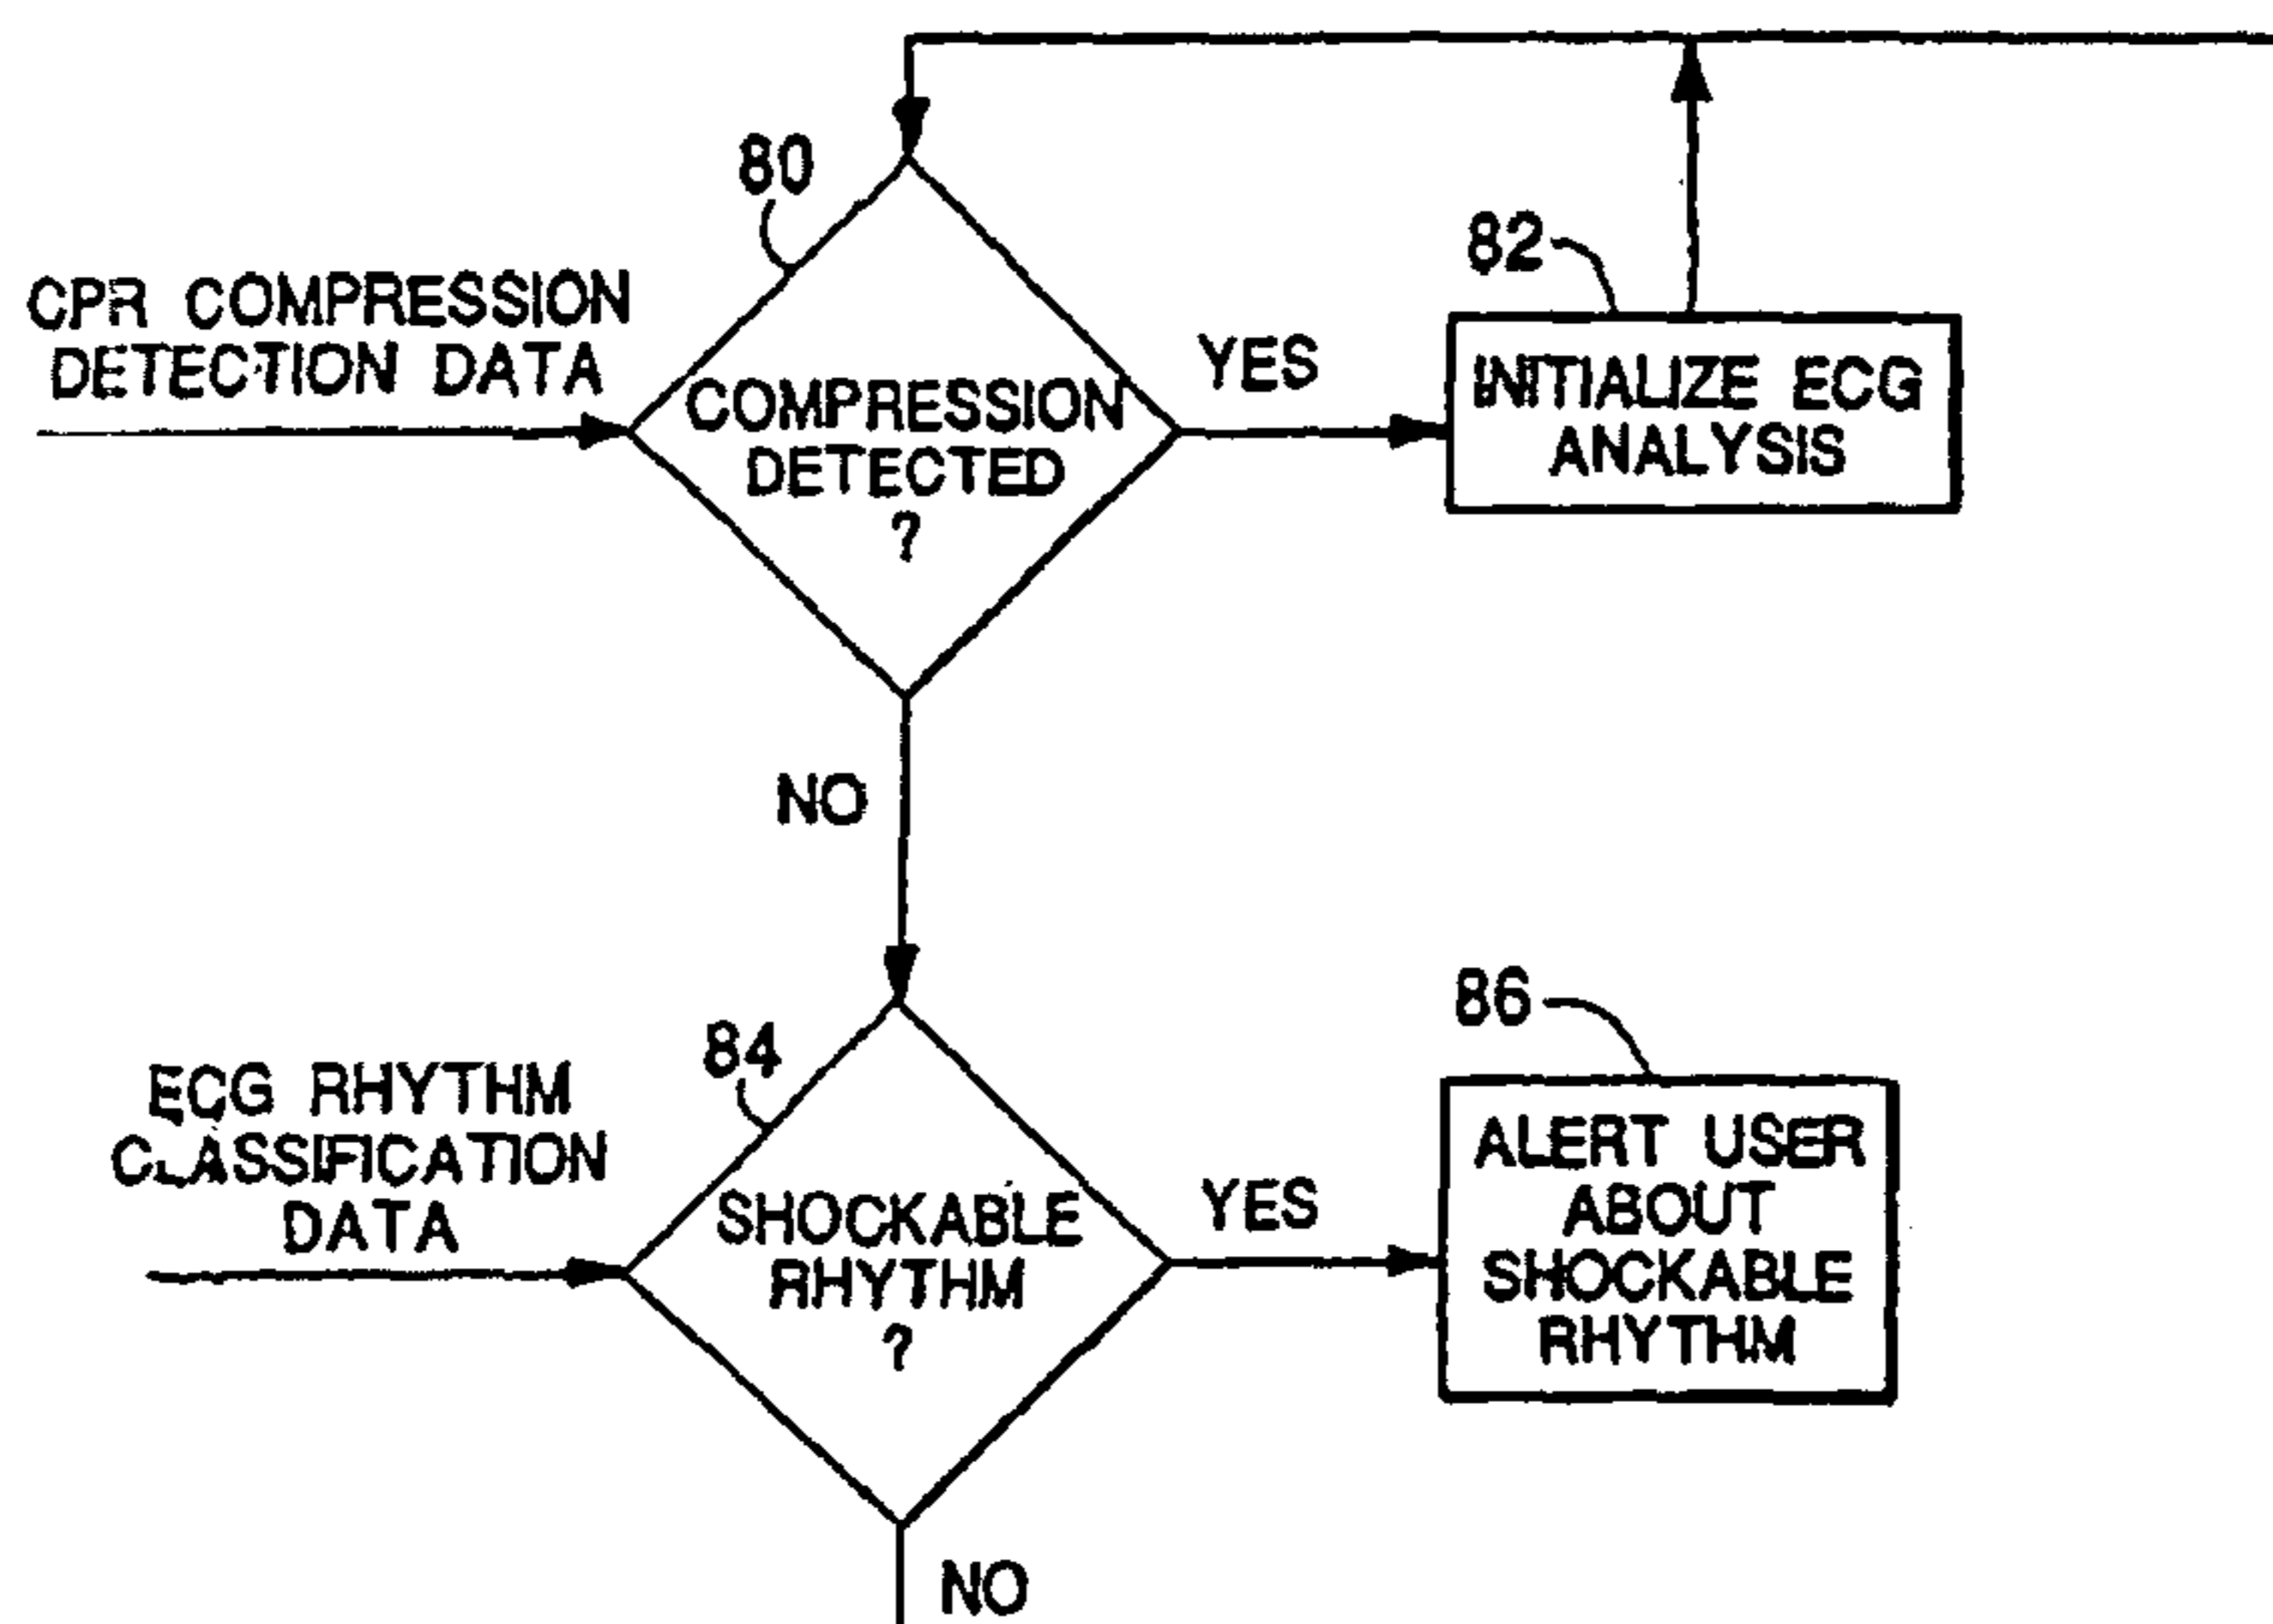 80
CPR COMPRESSION
DETECTION DATA
COMPRESSION
DETECTED
?
YES
82
INITIALIZE ECG
ANALYSIS
NO
84
ECG RHYTHM
CLASSIFICATION
DATA
SHOCKABLE
RHYTHM
?
YES
86
ALERT USER
ABOUT
SHOCKABLE
RHYTHM
NO